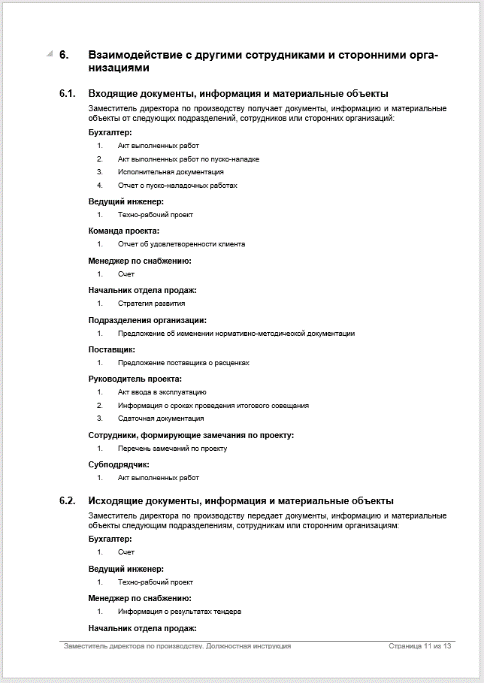 6. Взаимодействие с другими сотрудниками и сторонними орга-
низациями
6.1. Входящие документы, информация и материальные объекты
Заместитель директора по производству получает документы, информацию и материальные
объекты от следующих подразделений, сотрудников или сторонних организаций:
Бухгалтер:
1. Акт выполненных работ
2. Акт выполненных работ по пуско-наладке
3. Исполнительная документация
4. Отчет о пуско-наладочных работах
Ведущий инженер:
1. Техно-рабочий проект
Команда проекта:
1. Отчет об удовлетворенности клиента
Менеджер по снабжению:
1. Счет
Начальник отдела продаж:
1. Стратегия развития
Подразделения организации:
1. Предложение об изменении нормативно-методической документации
Поставщик:
1. Предложение поставщика о расценках
Руководитель проекта:
1. Акт ввода в эксплуатацию
2. Информация о сроках проведения итогового совещания
3. Сдаточная документация
Сотрудники, формирующие замечания по проекту:
1. Перечень замечаний по проекту
Субподрядчик:
1. Акт выполненных работ
6.2. Исходящие документы, информация и материальные объекты
Заместитель директора по производству передает документы, информацию и материальные
объекты следующим подразделениям, сотрудникам или сторонним организациям:
Бухгалтер:
1. Счет
Ведущий инженер:
1. Техно-рабочий проект
Менеджер по снабжению:
1. Информация о результатах тендера
Начальник отдела продаж:
Заместитель директора по производству. Должностная инструкция Страница 11 из 13